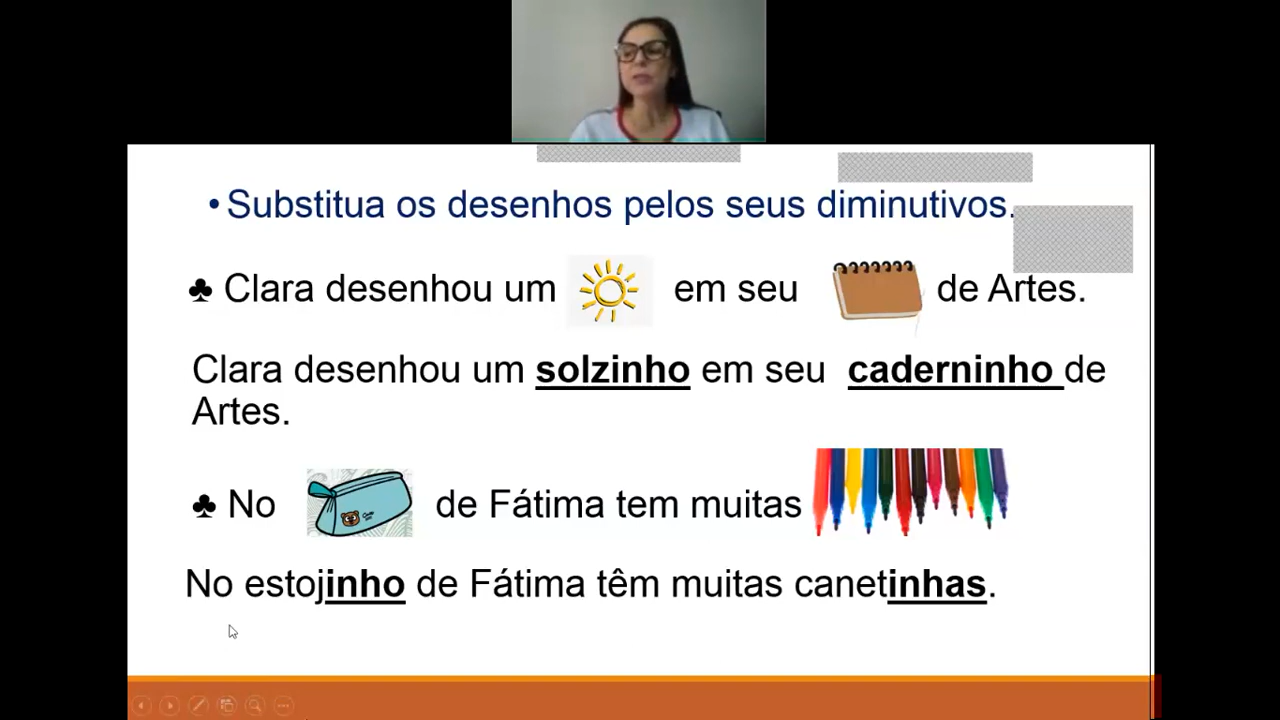 • Substitua os desenhos pelos seus diminutivos.
♣ Clara desenhou um em seu de Artes.
Clara desenhou um solzinho em seu caderninho de
Artes.
♣ No de Fátima tem muitas
No estojinho de Fátima têm muitas canetinhas.